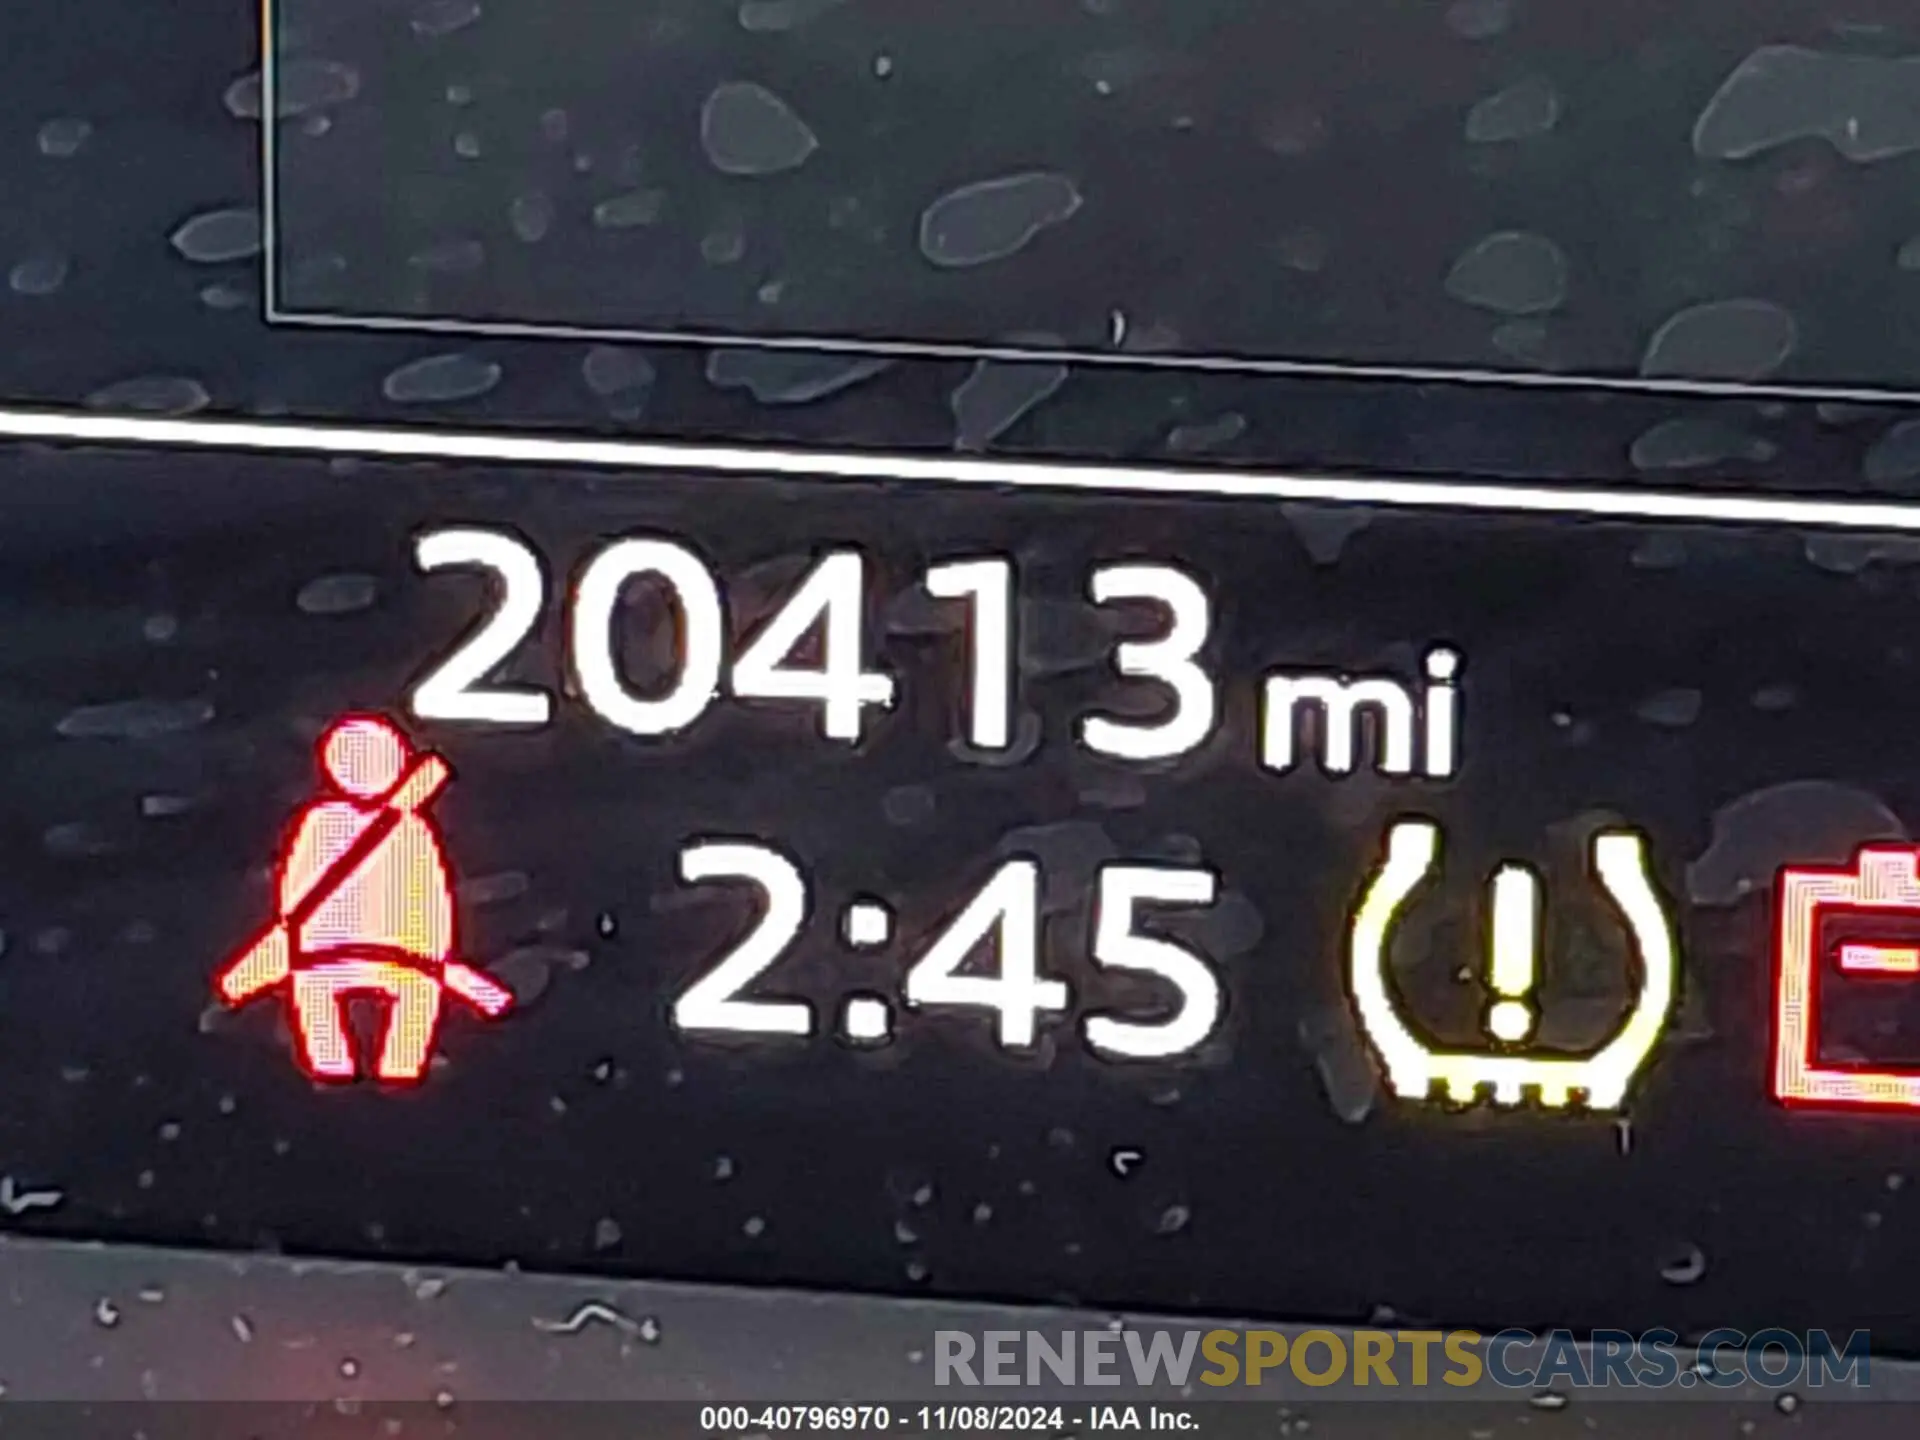 20413 mi
2:45
RENEWSPORTSCARS.COM
000-40796970 - 11/08/2024 - IAA Inc.